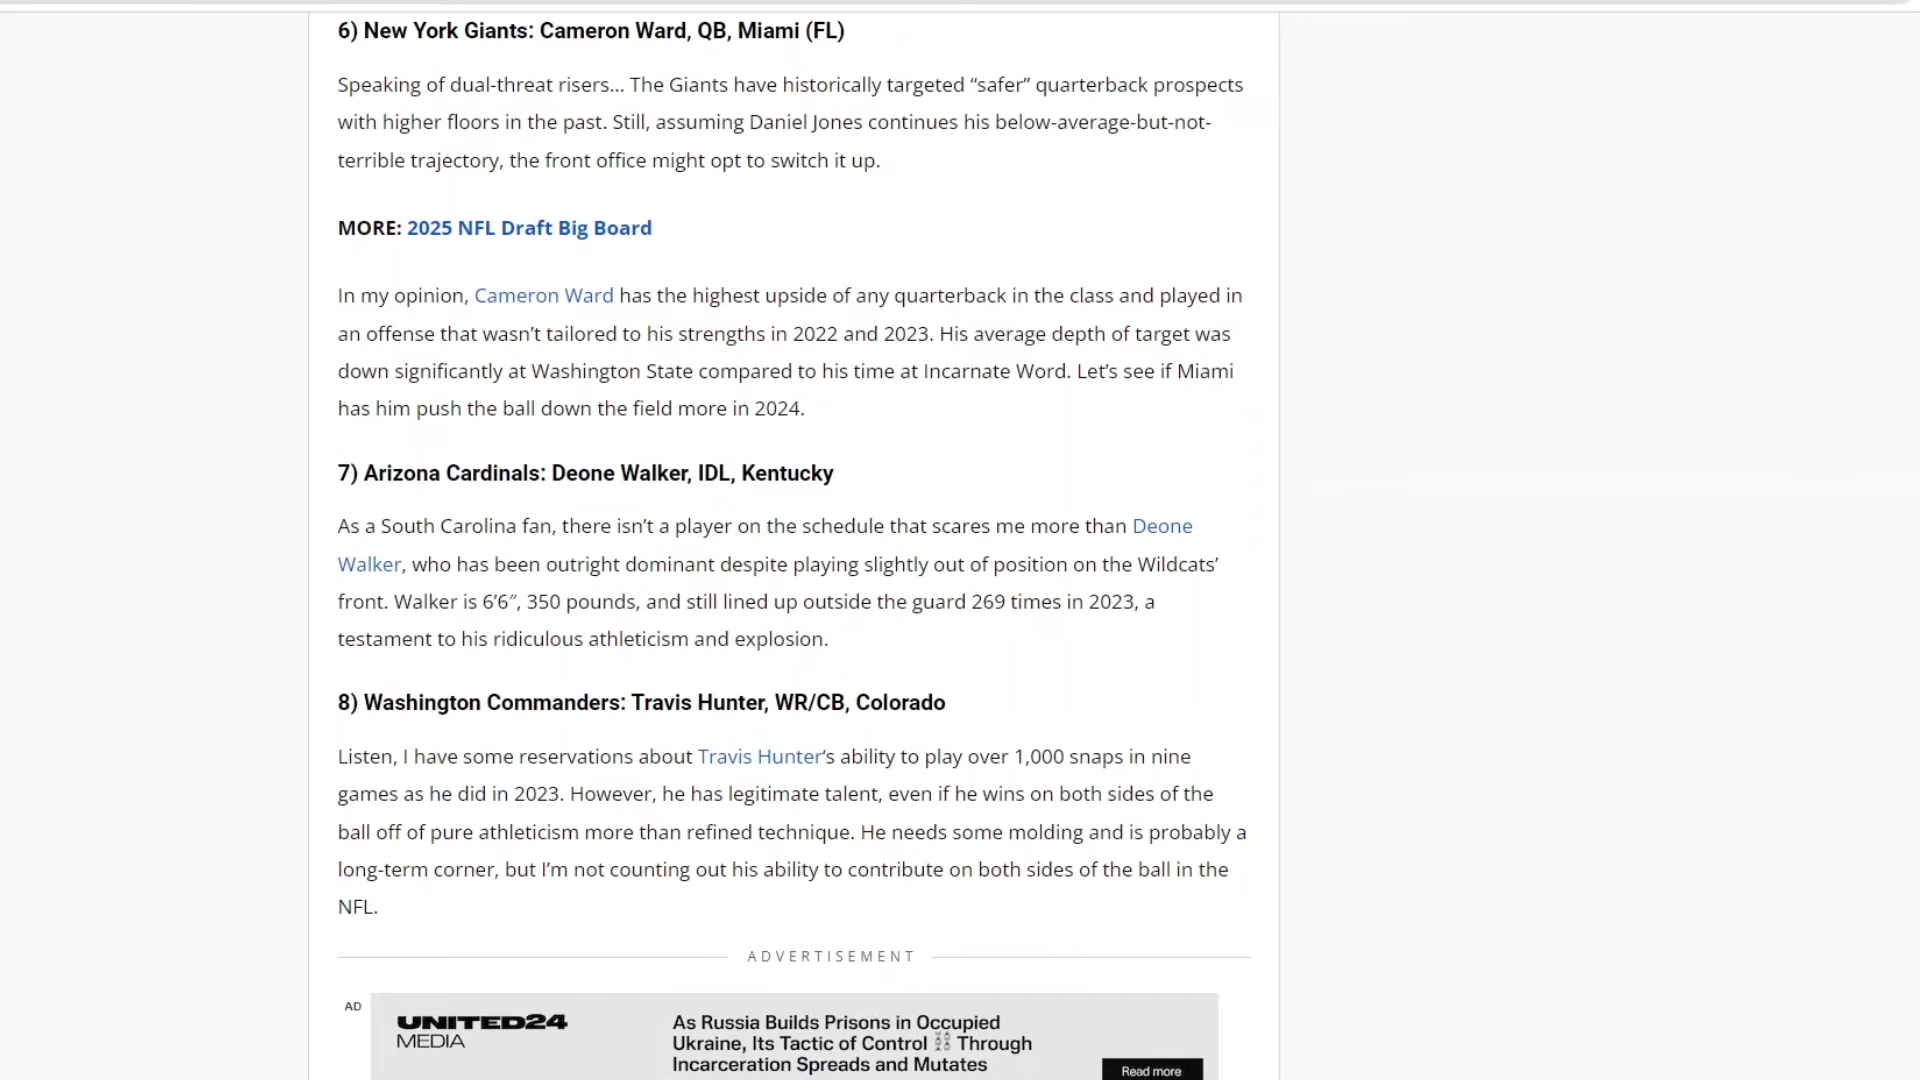 6) New York Giants: Cameron Ward, QB, Miami (FL)
Speaking of dual-threat risers… The Giants have historically targeted “safer” quarterback prospects
with higher floors in the past. Still, assuming Daniel Jones continues his below-average-but-not-
terrible trajectory, the front office might opt to switch it up.
MORE: 2025 NFL Draft Big Board
In my opinion, Cameron Ward has the highest upside of any quarterback in the class and played in
an offense that wasn’t tailored to his strengths in 2022 and 2023. His average depth of target was
down significantly at Washington State compared to his time at Incarnate Word. Let’s see if Miami
has him push the ball down the field more in 2024.
7) Arizona Cardinals: Deone Walker, IDL, Kentucky
As a South Carolina fan, there isn’t a player on the schedule that scares me more than Deone
Walker, who has been outright dominant despite playing slightly out of position on the Wildcats’
front. Walker is 6’6″, 350 pounds, and still lined up outside the guard 269 times in 2023, a
testament to his ridiculous athleticism and explosion.
8) Washington Commanders: Travis Hunter, WR/CB, Colorado
Listen, I have some reservations about Travis Hunter‘s ability to play over 1,000 snaps in nine
games as he did in 2023. However, he has legitimate talent, even if he wins on both sides of the
ball off of pure athleticism more than refined technique. He needs some molding and is probably a
long-term corner, but I’m not counting out his ability to contribute on both sides of the ball in the
NFL.
ADVERTISEMENT
AD
UNITED24
MEDIA
As Russia Builds Prisons in Occupied
Ukraine, Its Tactic of Control ⛓ Through
Incarceration Spreads and Mutates
Read more